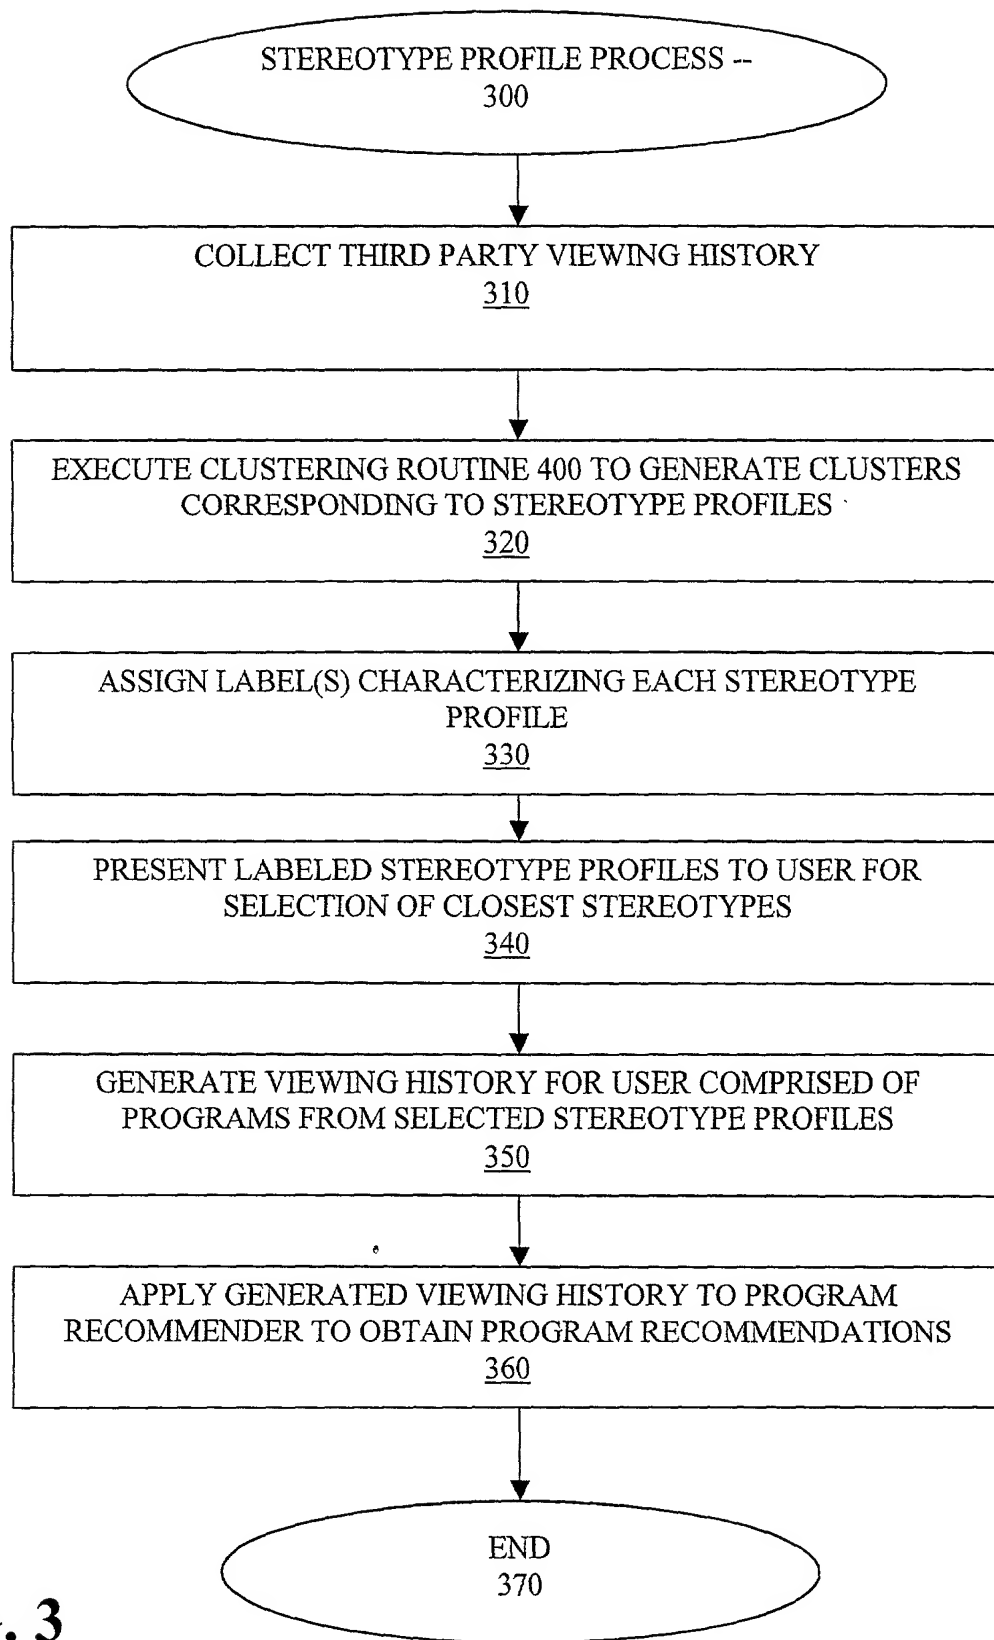 STEREOTYPE PROFILE PROCESS --
300
COLLECT THIRD PARTY VIEWING HISTORY
310
EXECUTE CLUSTERING ROUTINE 400 TO GENERATE CLUSTERS
CORRESPONDING TO STEREOTYPE PROFILES
320
ASSIGN LABEL(S) CHARACTERIZING EACH STEREOTYPE
PROFILE
330
PRESENT LABELED STEREOTYPE PROFILES TO USER FOR
SELECTION OF CLOSEST STEREOTYPES
340
GENERATE VIEWING HISTORY FOR USER COMPRISED OF
PROGRAMS FROM SELECTED STEREOTYPE PROFILES
350
APPLY GENERATED VIEWING HISTORY TO PROGRAM
RECOMMENDER TO OBTAIN PROGRAM RECOMMENDATIONS
360
END
370
. 3